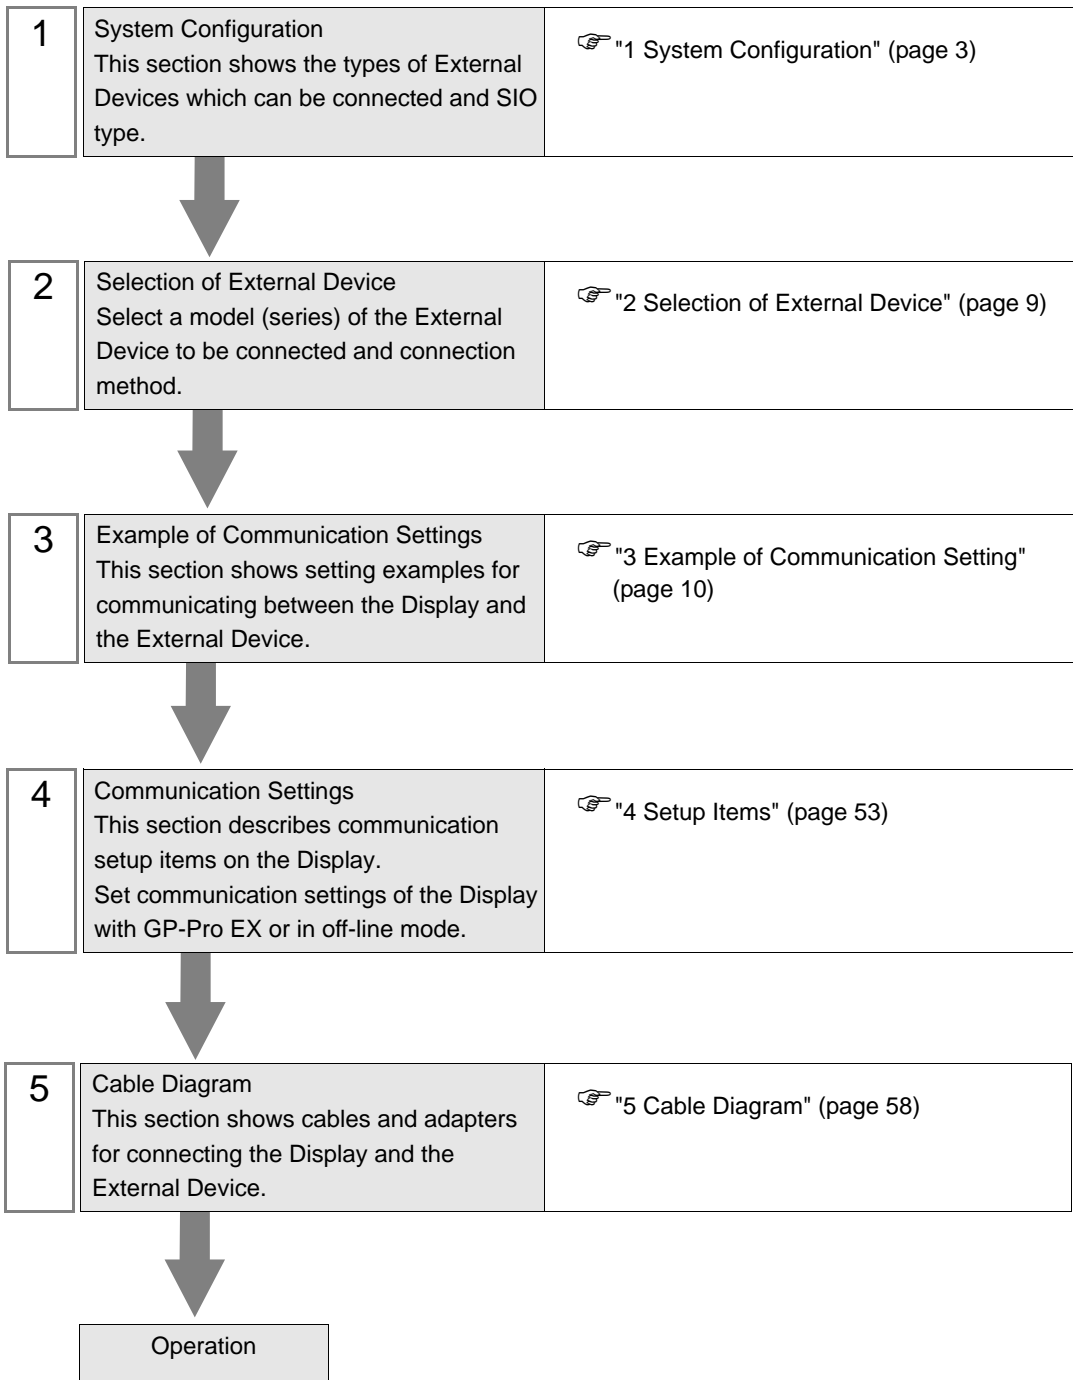 1
System Configuration
This section shows the types of External
Devices which can be connected and SIO
type.
"1 System Configuration" (page 3)
2
Selection of External Device
Select a model (series) of the External
Device to be connected and connection
method.
"2 Selection of External Device" (page 9)
3
Example of Communication Settings
This section shows setting examples for
communicating between the Display and
the External Device.
"3 Example of Communication Setting"
(page 10)
4
Communication Settings
This section describes communication
setup items on the Display.
Set communication settings of the Display
with GP-Pro EX or in off-line mode.
"4 Setup Items" (page 53)
5
Cable Diagram
This section shows cables and adapters
for connecting the Display and the
External Device.
"5 Cable Diagram" (page 58)
Operation